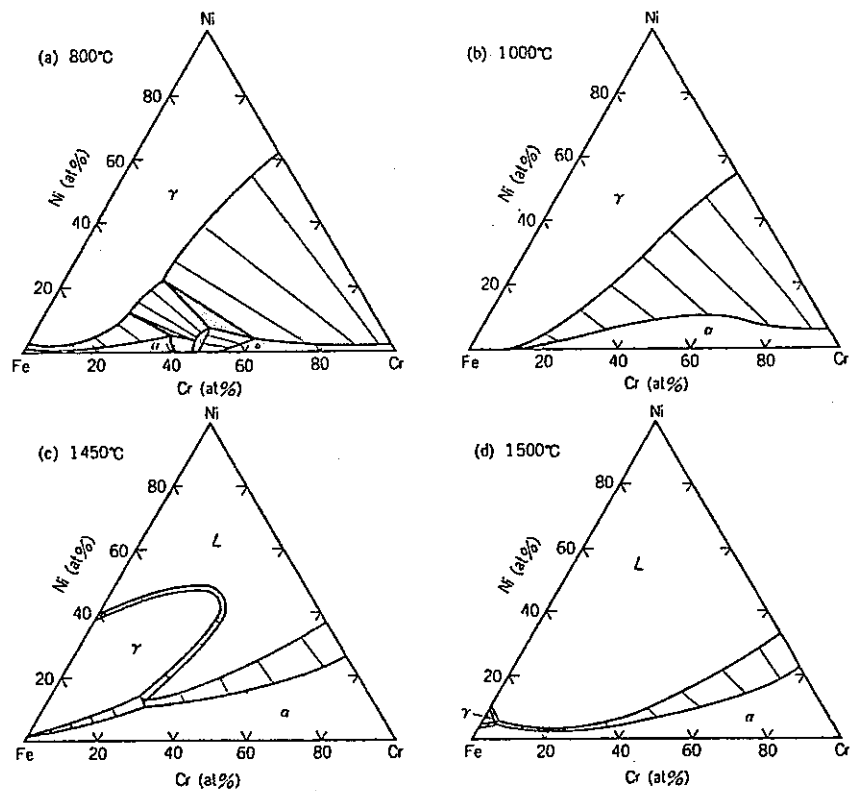 Ni
(a) 800℃
80
60
Ni (at%)
γ
40
20
α
Fe 20 40 60 80 Cr
Cr (at%)
Ni
(b) 1000℃
80
60
Ni (at%)
γ
40
20
α
Fe 20 40 60 80 Cr
Cr (at%)
Ni
(c) 1450℃
80
L
60
Ni (at%)
40
γ
20
α
Fe 20 40 60 80 Cr
Cr (at%)
Ni
(d) 1500℃
80
60
L
Ni (at%)
40
20
γ
α
Fe 20 40 60 80 Cr
Cr (at%)